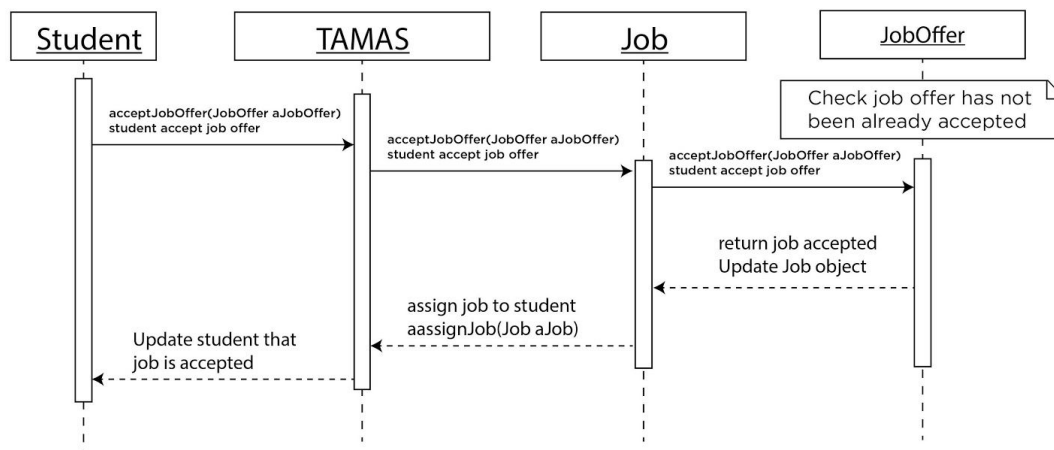 Student
TAMAS
Job
JobOffer
Check job offer has not
been already accepted
acceptJobOffer(JobOffer aJobOffer)
student accept job offer
acceptJobOffer(JobOffer aJobOffer)
student accept job offer
acceptJobOffer(JobOffer aJobOffer)
student accept job offer
return job accepted
Update Job object
assign job to student
aassignJob(Job aJob)
Update student that
job is accepted